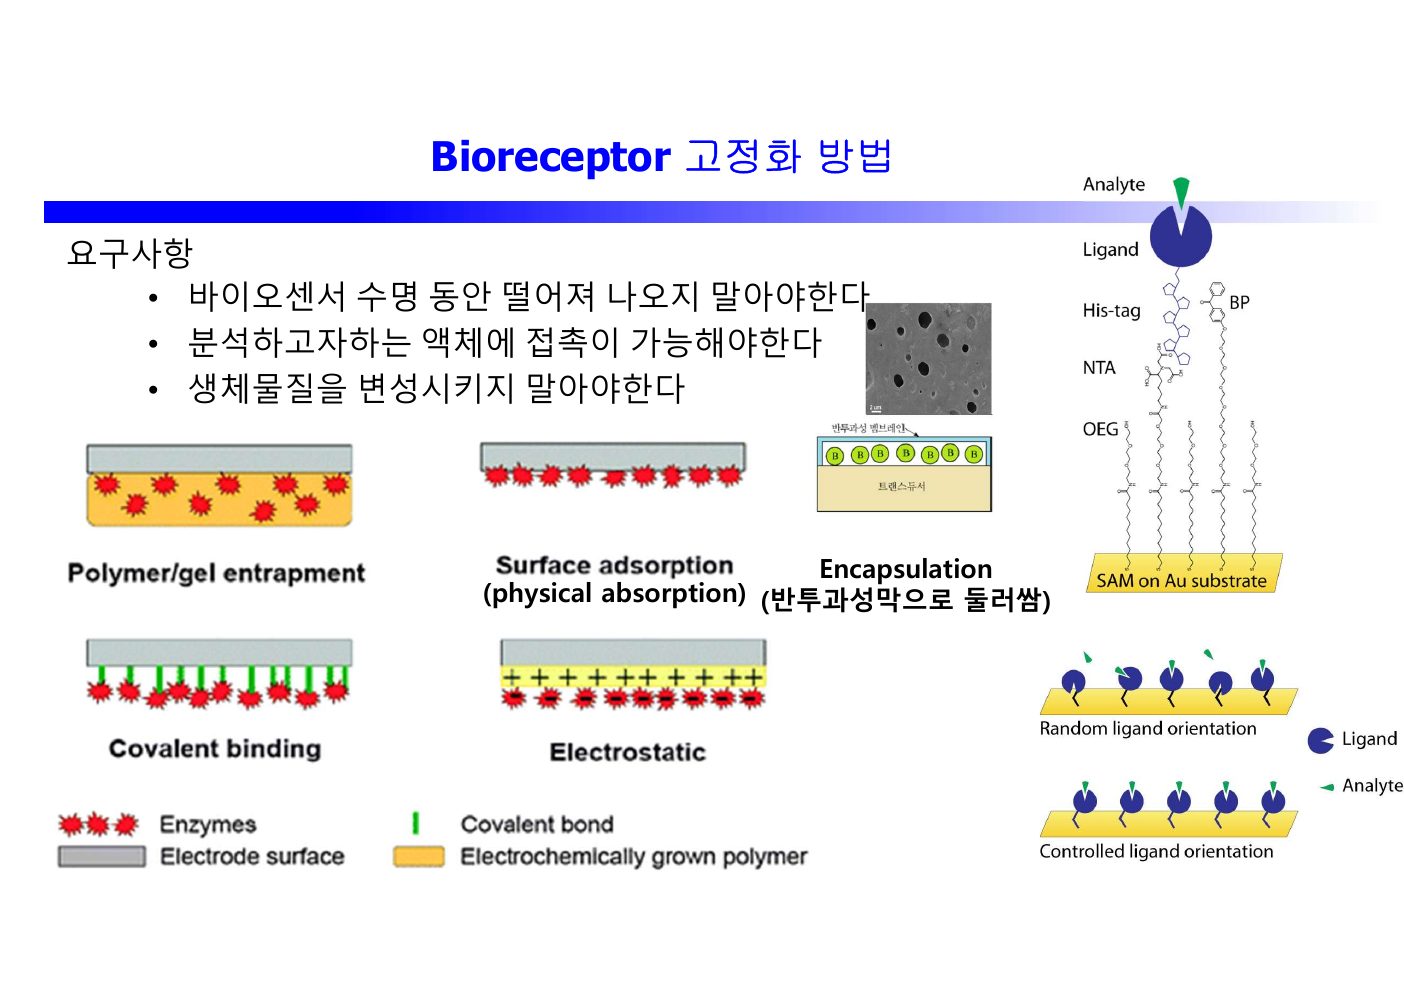 Bioreceptor 고정화 방법
요구사항
• 바이오센서 수명 동안 떨어져 나오지 말아야한다
• 분석하고자하는 액체에 접촉이 가능해야한다
• 생체물질을 변성시키지 말아야한다
Polymer/gel entrapment
Surface adsorption
(physical absorption)
2 um
반투과성 멤브레인
B B B B B B B
트랜스듀서
Encapsulation
(반투과성막으로 둘러쌈)
Covalent binding
+ + + + + + + + + +
Electrostatic
Enzymes
Covalent bond
Electrode surface
Electrochemically grown polymer
Analyte
Ligand
His-tag
BP
NTA
OEG
SAM on Au substrate
Random ligand orientation
Ligand
Analyte
Controlled ligand orientation